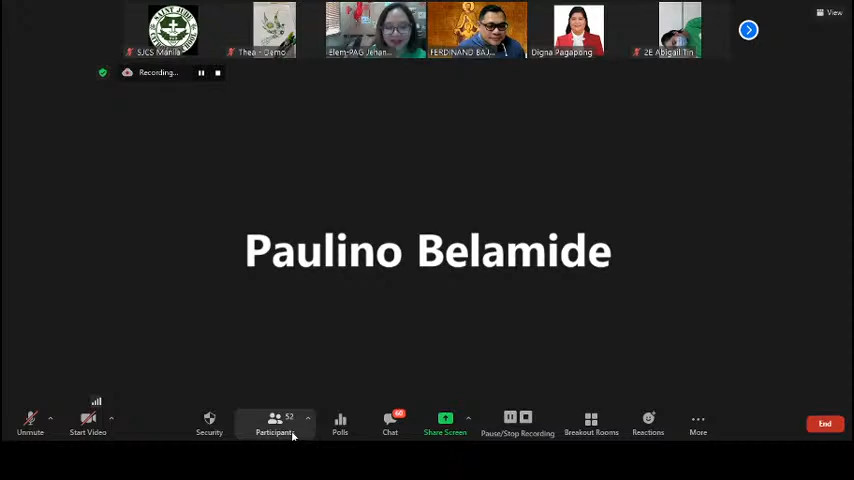 View
SJCS Manila
Thea - Demo
Elem-PAG Jehan...
FERDINAND BAJ...
Digna Pagapong
2E Abigail Tin
Recording...
Paulino Belamide
52
60
Unmute
Start Video
Security
Participants
Polls
Chat
Share Screen
Pause/Stop Recording
Breakout Rooms
Reactions
More
End